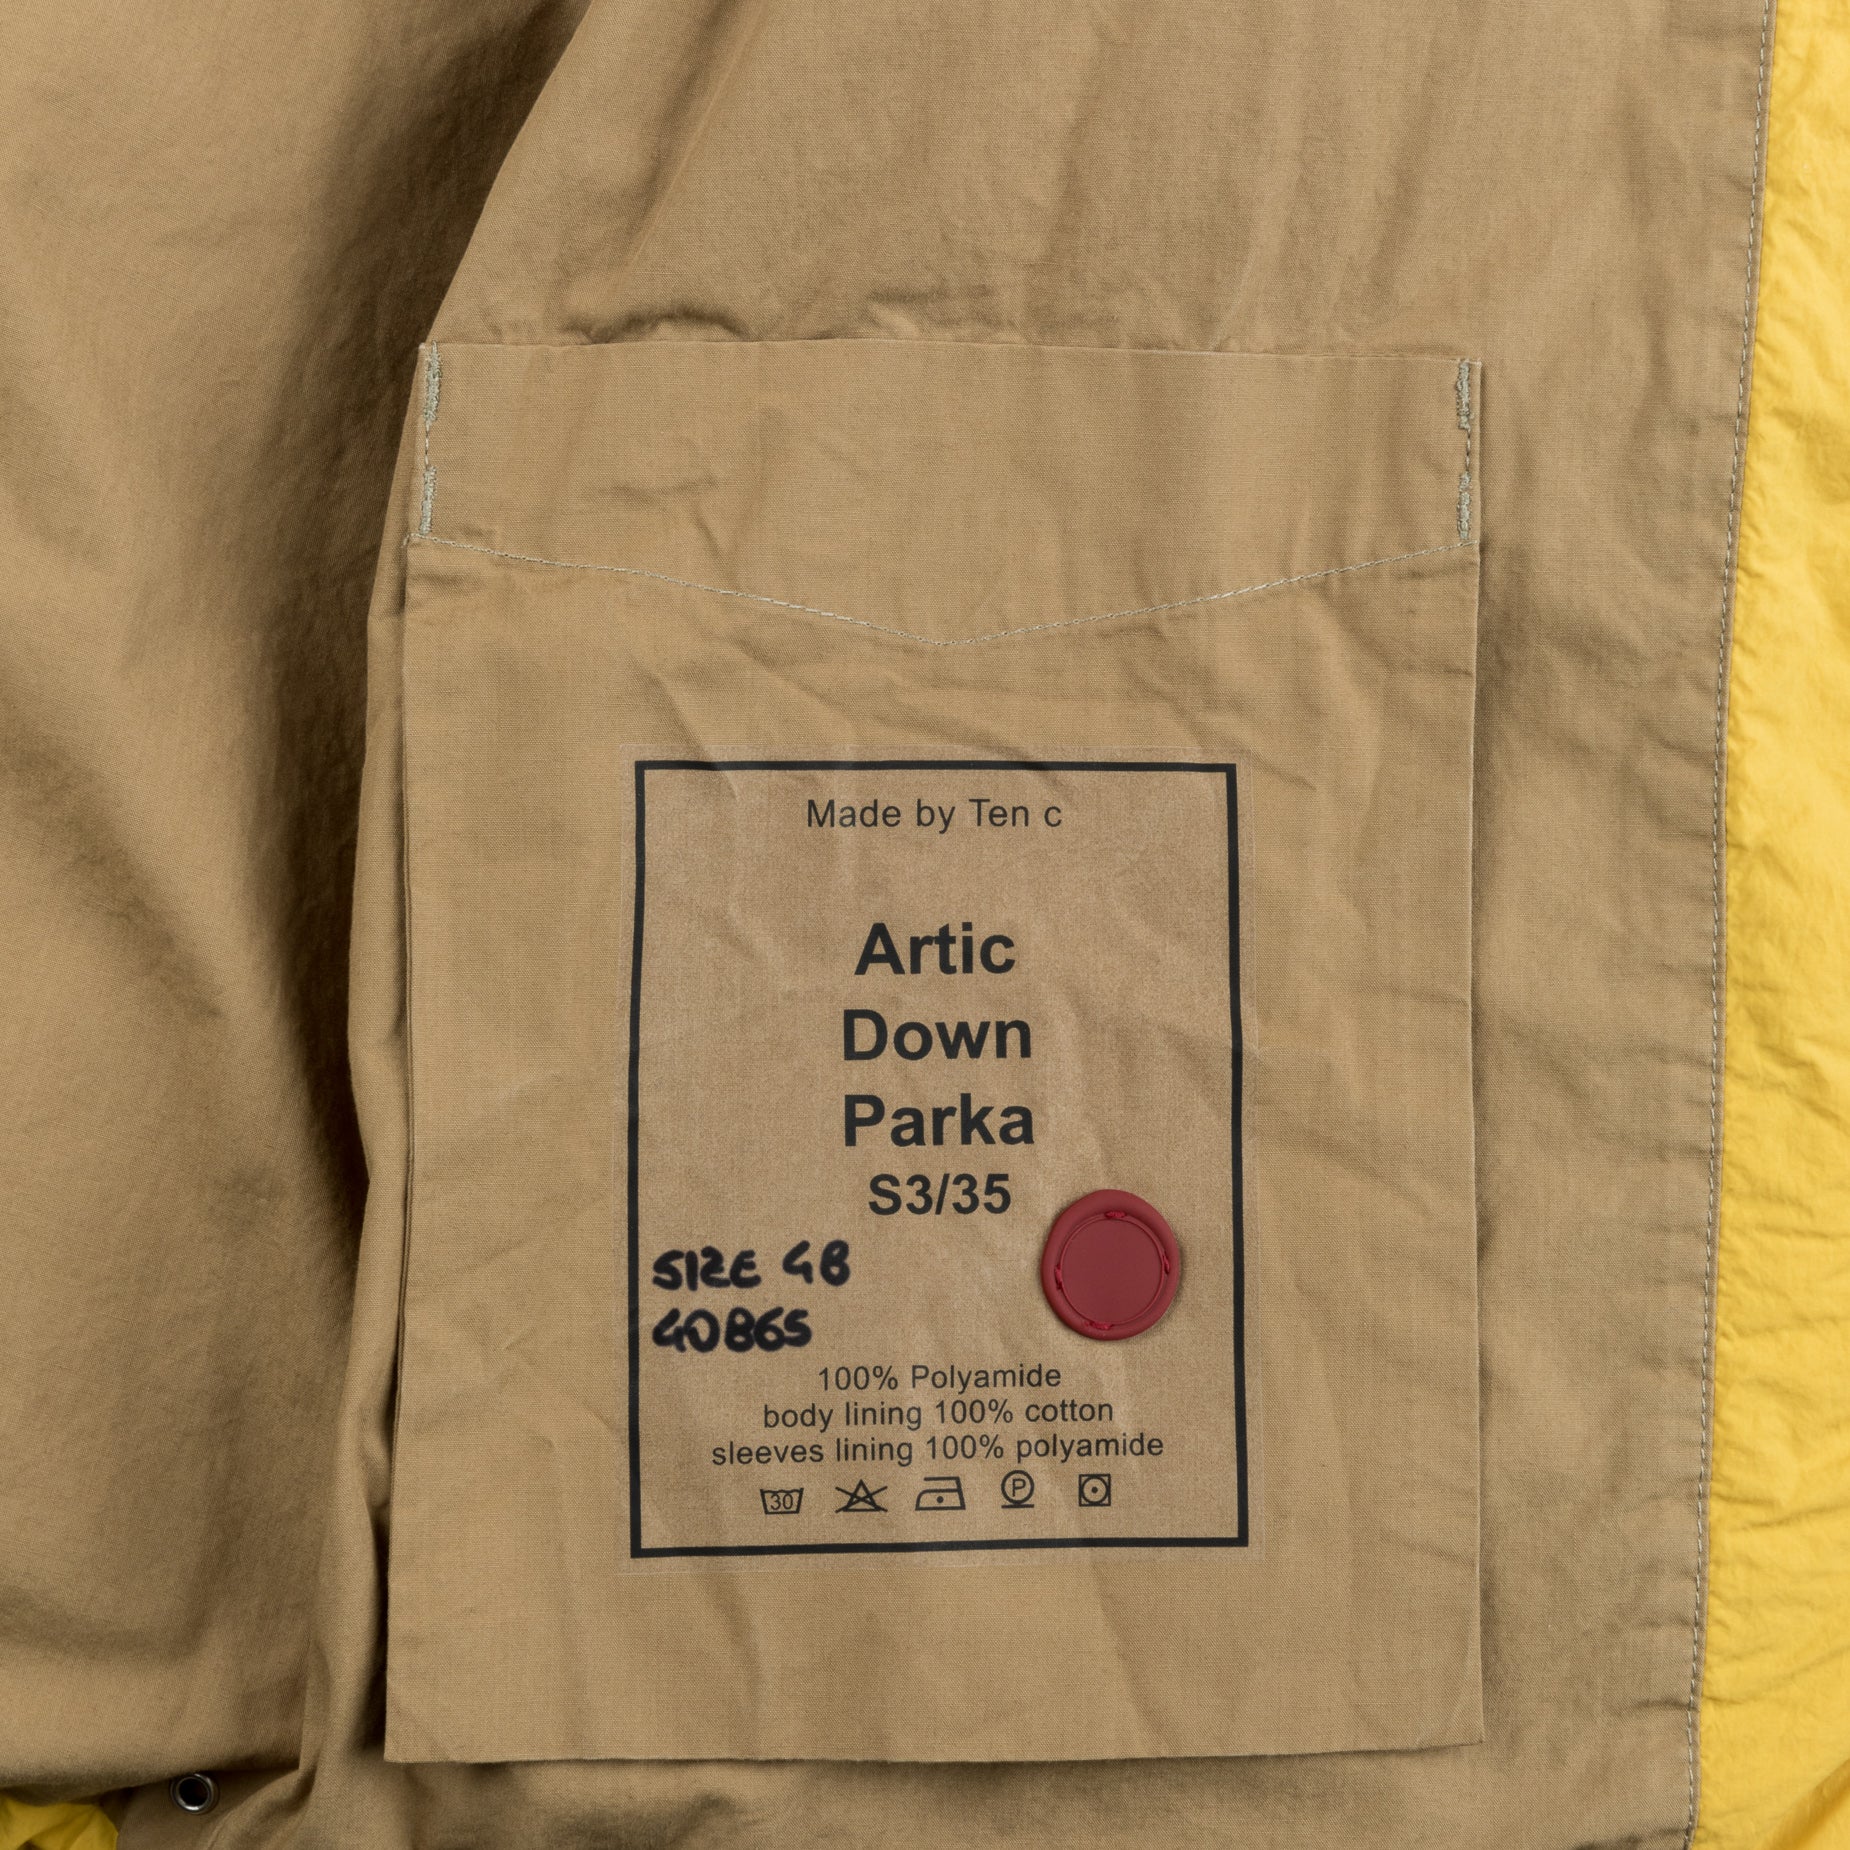 Made by Ten c
Artic
Down
Parka
S3/35
SIZE 48
40865
100% Polyamide
body lining 100% cotton
sleeves lining 100% polyamide
30
P